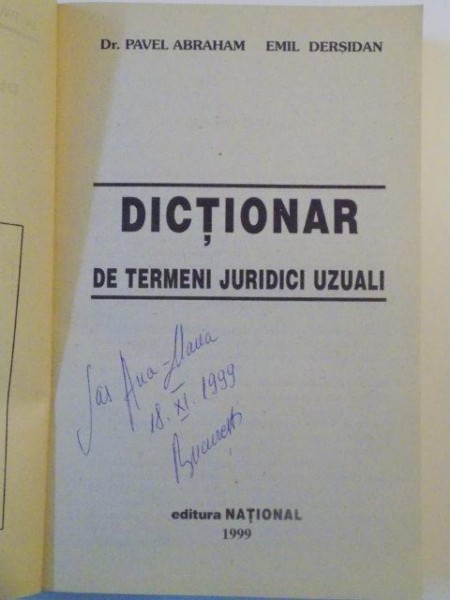 Dr. PAVEL ABRAHAM EMIL DERȘIDAN
DICȚIONAR
DE TERMENI JURIDICI UZUALI
Ana-Maria
18. XI. 1999
București
editura NAȚIONAL
1999